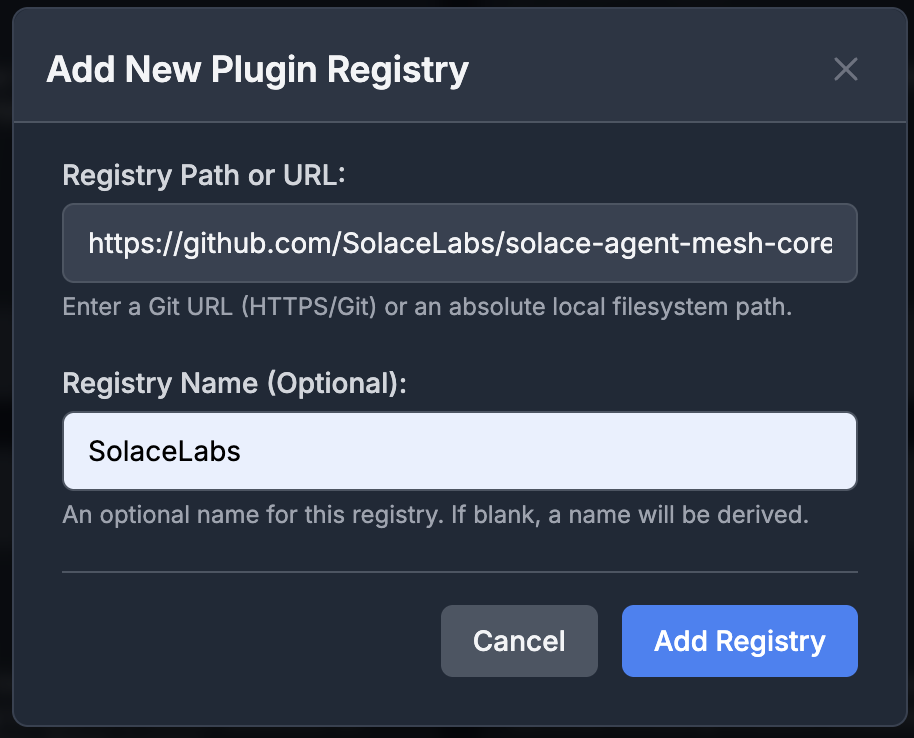 Add New Plugin Registry
Registry Path or URL:
https://github.com/SolaceLabs/solace-agent-mesh-core
Enter a Git URL (HTTPS/Git) or an absolute local filesystem path.
Registry Name (Optional):
SolaceLabs
An optional name for this registry. If blank, a name will be derived.
Cancel
Add Registry